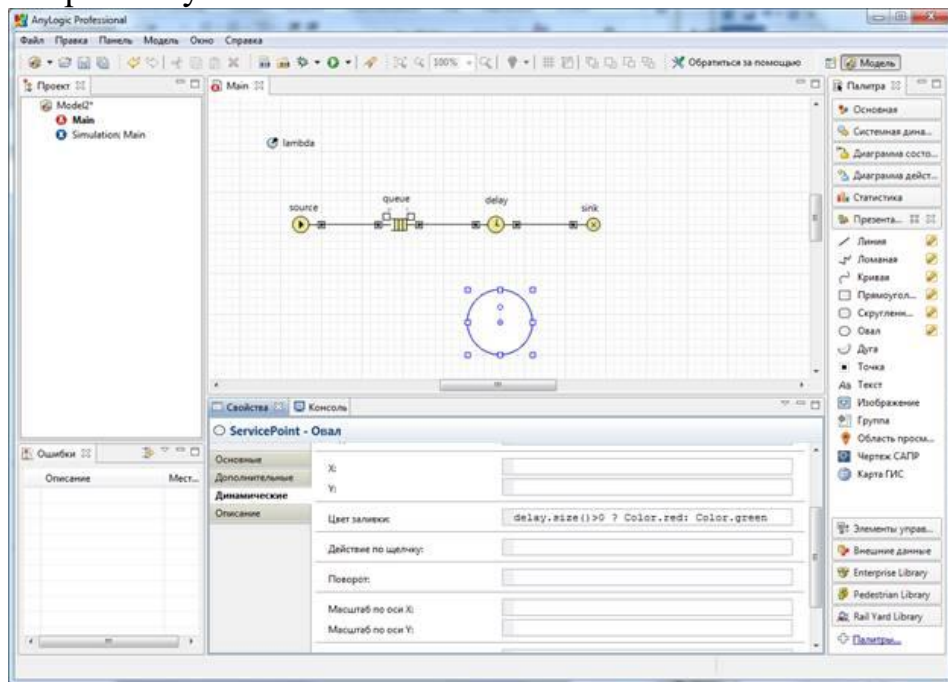 AnyLogic Professional
Файл Правка Панель Модель Окно Справка
100%
Обратиться за помощью
Модель
Проект
Model2*
Main
Simulation: Main
Main
lambda
source
queue
delay
sink
Палитра
Основная
Системная дина...
Диаграмма состо...
Диаграмма дейст...
Статистика
Презента...
Линия
Ломаная
Кривая
Прямоугол...
Скругленн...
Овал
Дуга
Точка
Aa Текст
Изображение
Группа
Область просм...
Чертеж САПР
Карта ГИС
Элементы управ...
Внешние данные
Enterprise Library
Pedestrian Library
Rail Yard Library
Палитры...
Ошибки
Описание Мест...
Свойства Консоль
ServicePoint - Овал
Основные
Дополнительные
Динамические
Описание
X:
Y:
Цвет заливки: delay.size()>0 ? Color.red: Color.green
Действие по щелчку:
Поворот:
Масштаб по оси X:
Масштаб по оси Y: